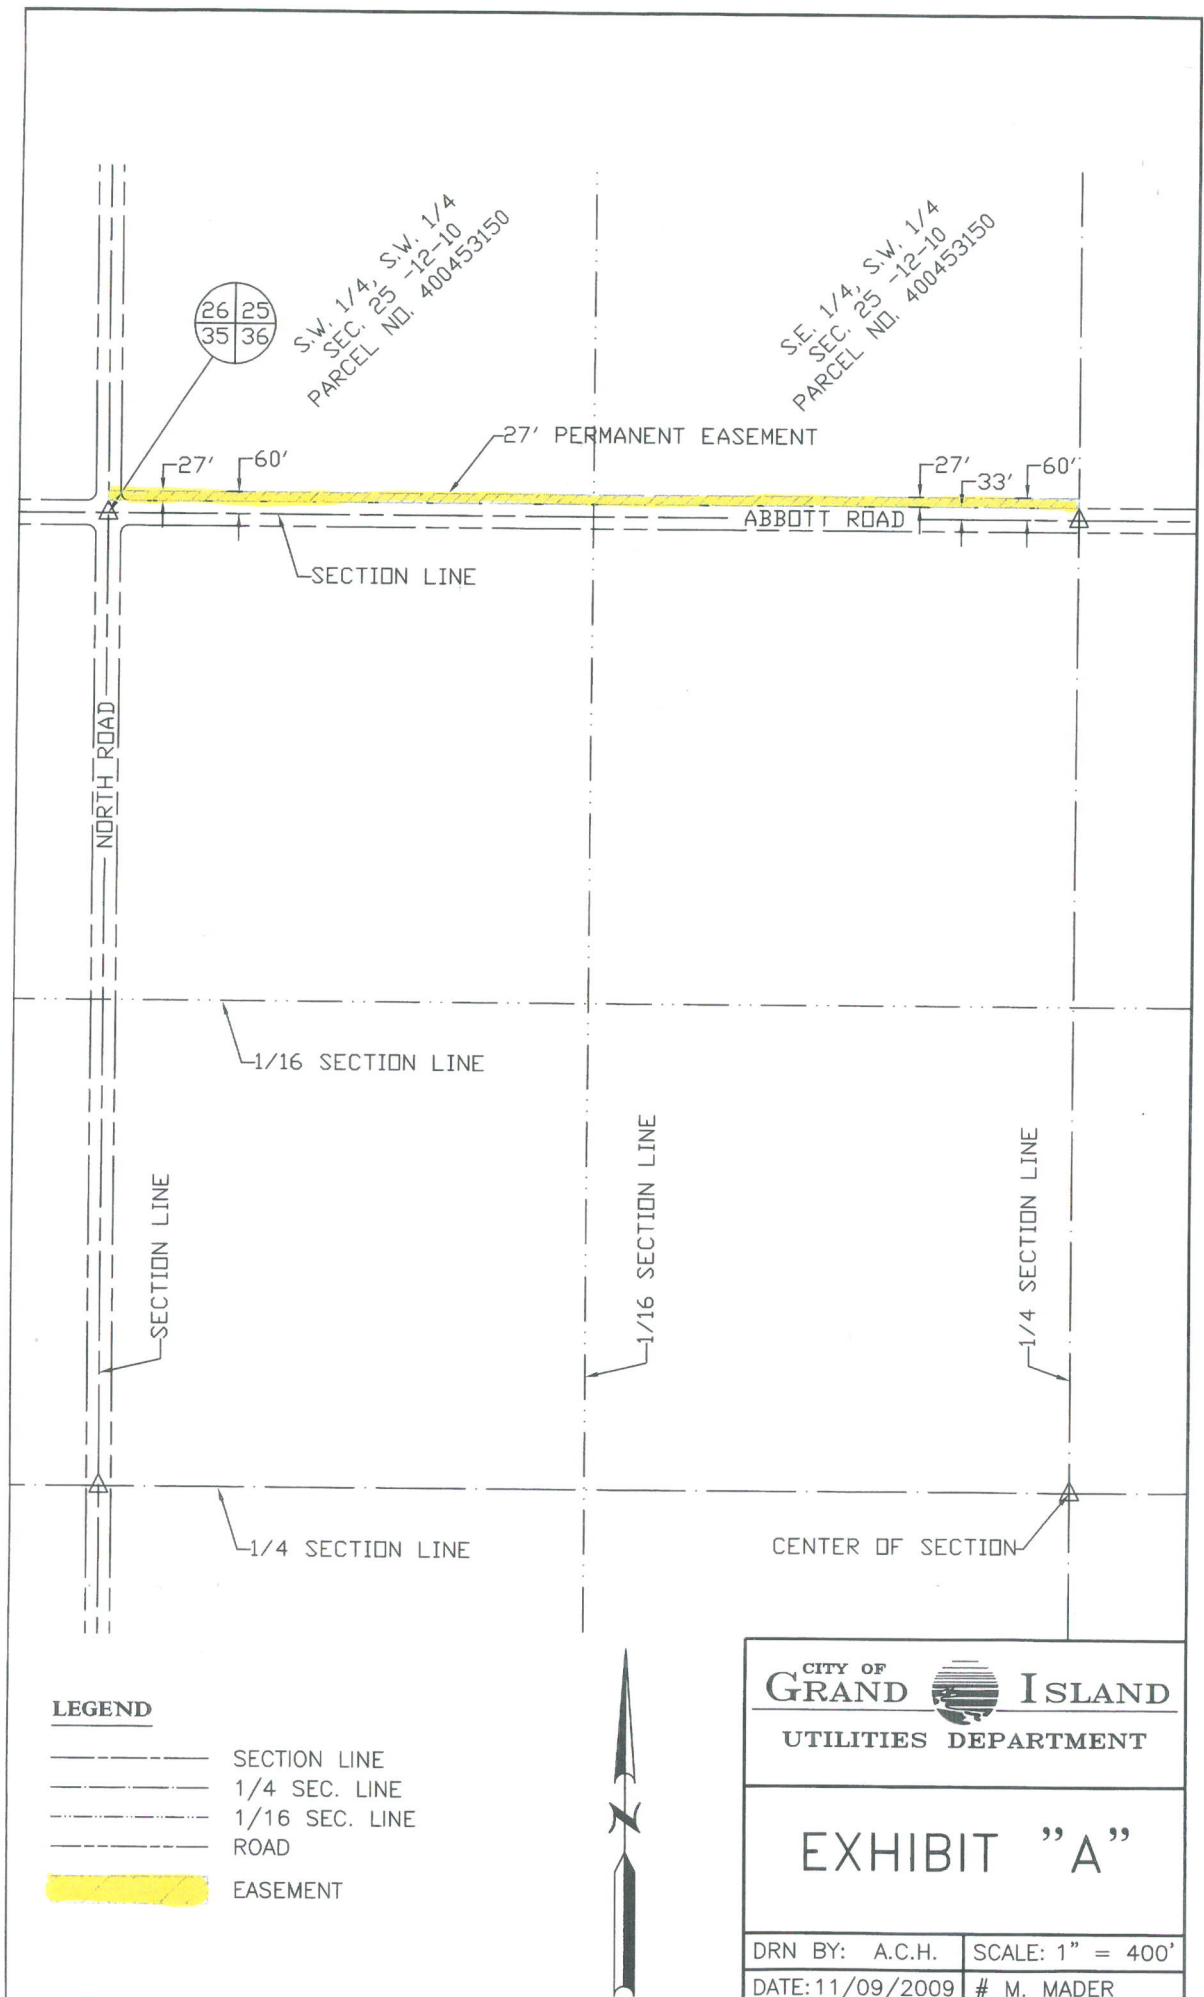 S.W. 1/4, S.W. 1/4
SEC. 25 -12-10
PARCEL NO. 400453150
S.E. 1/4, S.W. 1/4
SEC. 25 -12-10
PARCEL NO. 400453150
26 25
35 36
27' PERMANENT EASEMENT
27'
60'
27'
33'
60'
ABBOTT ROAD
SECTION LINE
NORTH ROAD
1/16 SECTION LINE
SECTION LINE
1/16 SECTION LINE
1/4 SECTION LINE
1/4 SECTION LINE
CENTER OF SECTION
LEGEND
SECTION LINE
1/4 SEC. LINE
1/16 SEC. LINE
ROAD
EASEMENT
N
CITY OF
GRAND ISLAND
UTILITIES DEPARTMENT
EXHIBIT "A"
DRN BY: A.C.H.
SCALE: 1" = 400'
DATE: 11/09/2009
# M. MADER